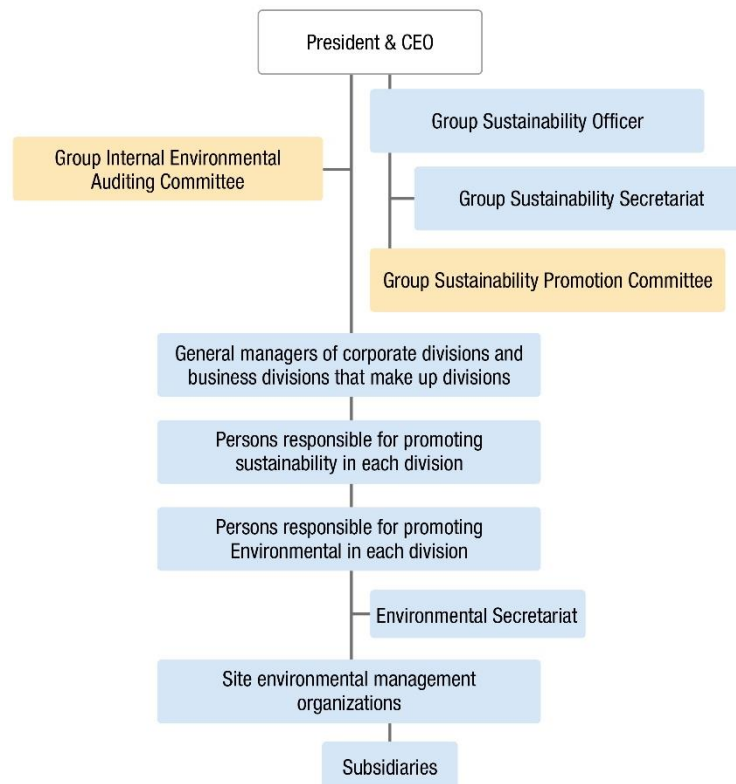 President & CEO
Group Sustainability Officer
Group Internal Environmental
Auditing Committee
Group Sustainability Secretariat
Group Sustainability Promotion Committee
General managers of corporate divisions and
business divisions that make up divisions
Persons responsible for promoting
sustainability in each division
Persons responsible for promoting
Environmental in each division
Environmental Secretariat
Site environmental management
organizations
Subsidiaries